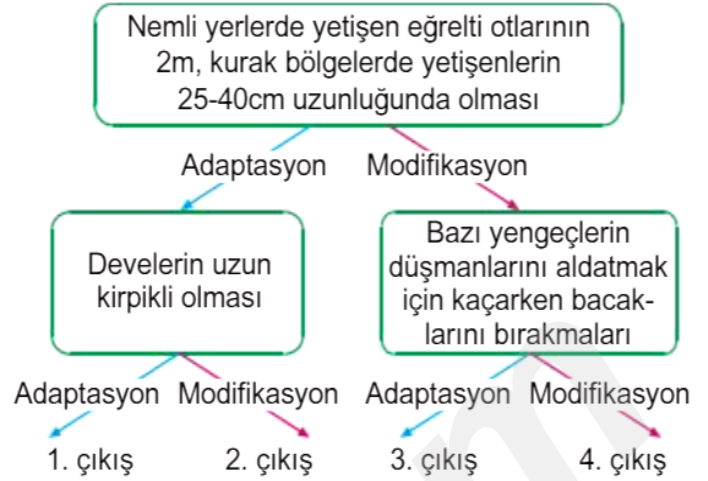 Nemli yerlerde yetişen eğrelti otlarının
2m, kurak bölgelerde yetişenlerin
25-40cm uzunluğunda olması
Adaptasyon Modifikasyon
Develerin uzun
kirpikli olması
Bazı yengeçlerin
düşmanlarını aldatmak
için kaçarken bacak-
larını bırakmaları
Adaptasyon Modifikasyon Adaptasyon Modifikasyon
1. çıkış 2. çıkış 3. çıkış 4. çıkış